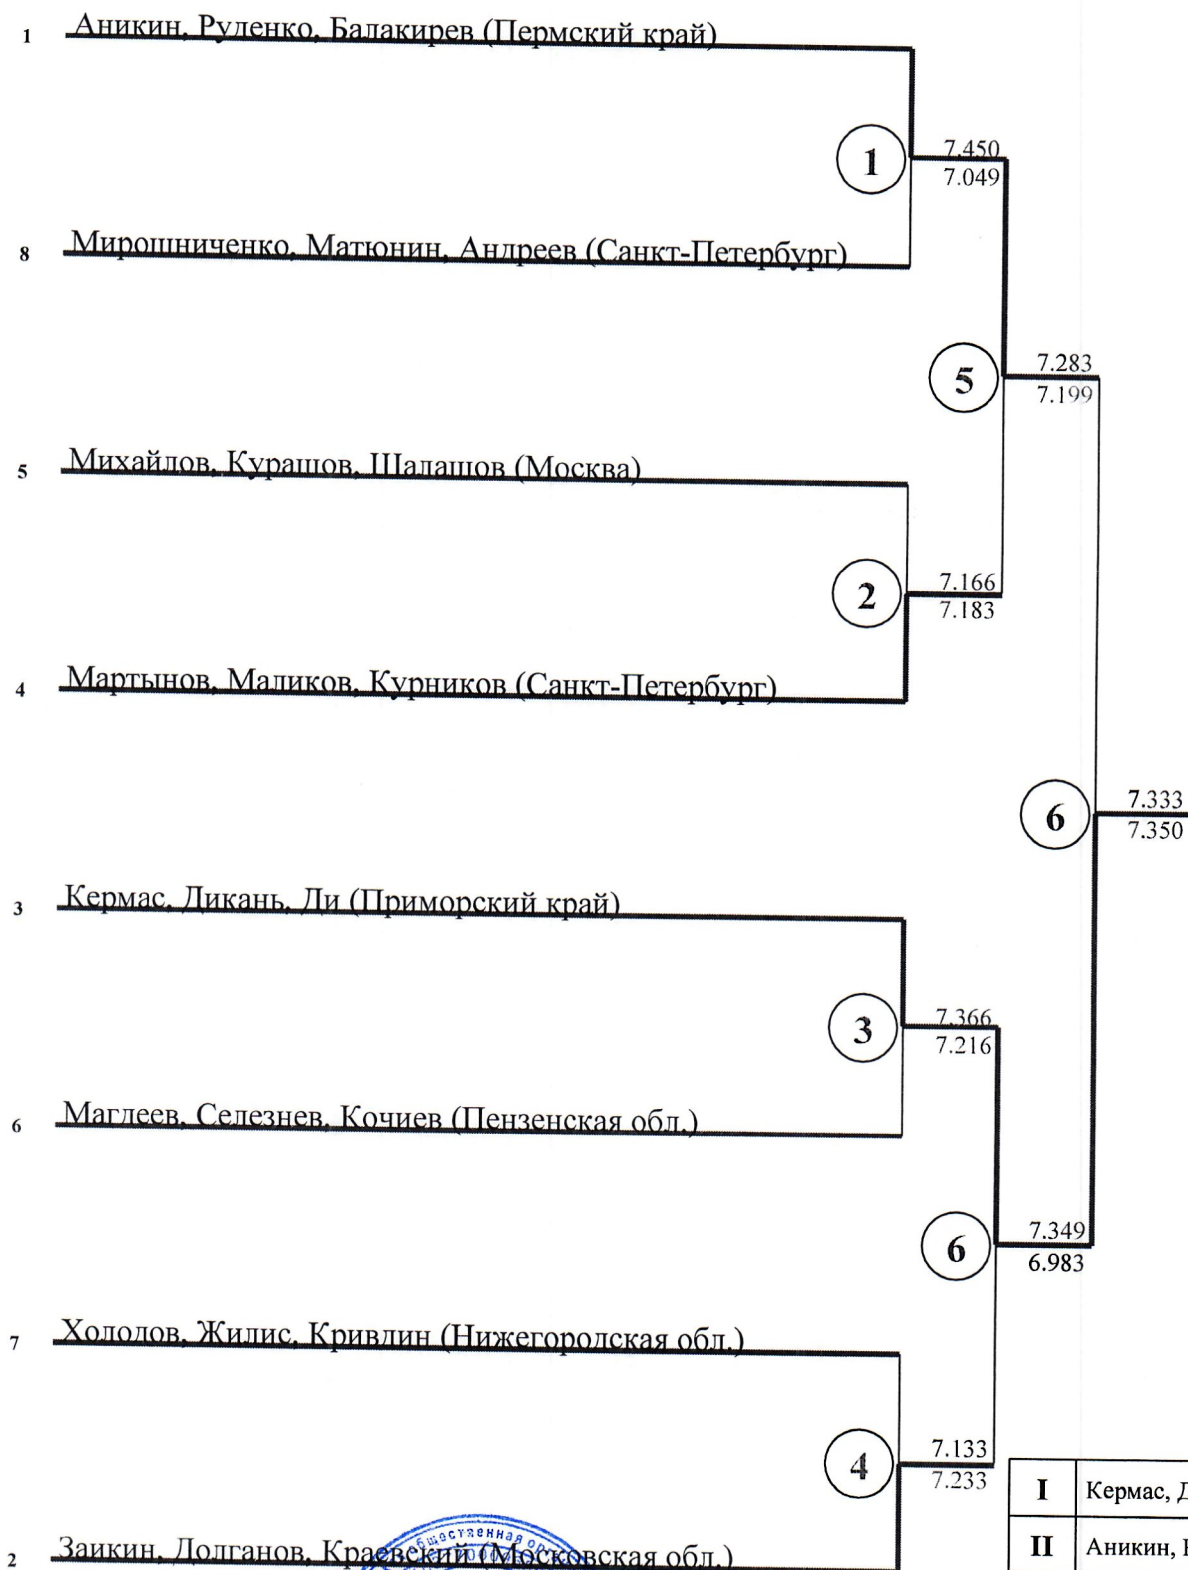 1 Аникин, Руденко, Балакирев (Пермский край)
1 7.450
7.049
8 Мирошниченко, Матюнин, Андреев (Санкт-Петербург)
5 7.283
7.199
5 Михайлов, Курашов, Шалашов (Москва)
2 7.166
7.183
4 Мартынов, Маликов, Курников (Санкт-Петербург)
6 7.333
7.350
3 Кермас, Дикань, Ли (Приморский край)
3 7.366
7.216
6 Магдеев, Селезнев, Кочиев (Пензенская обл.)
6 7.349
6.983
7 Холодов, Жилис, Кривдин (Нижегородская обл.)
4 7.133
7.233
I Кермас,
2 Заикин, Долганов, Краевский (Московская обл.)
II Аникин,